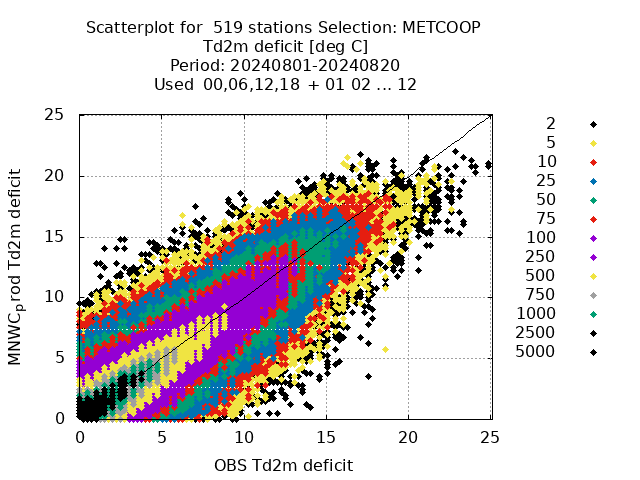 Scatterplot for 519 stations Selection: METCOOP
Td2m deficit [deg C]
Period: 20240801-20240820
Used 00,06,12,18 + 01 02 ... 12
25
20
15
10
5
0
MNWC_prod Td2m deficit
0 5 10 15 20 25
OBS Td2m deficit
2
5
10
25
50
75
100
250
500
750
1000
2500
5000